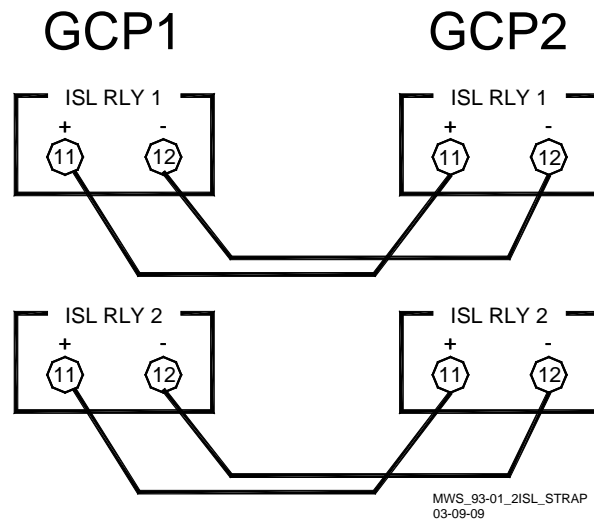 GCP1 GCP2
ISL RLY 1 ISL RLY 1
+ - + -
11 12 11 12
ISL RLY 2 ISL RLY 2
+ - + -
11 12 11 12
MWS_93-01_2ISL_STRAP
03-09-09